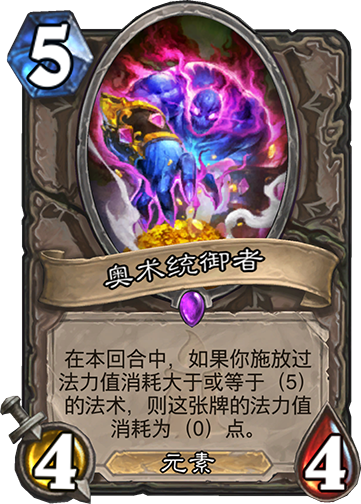 5
奥术统御者
在本回合中，如果你施放过
法力值消耗大于或等于（5）
的法术，则这张牌的法力值
消耗为（0）点。
4
元素
4